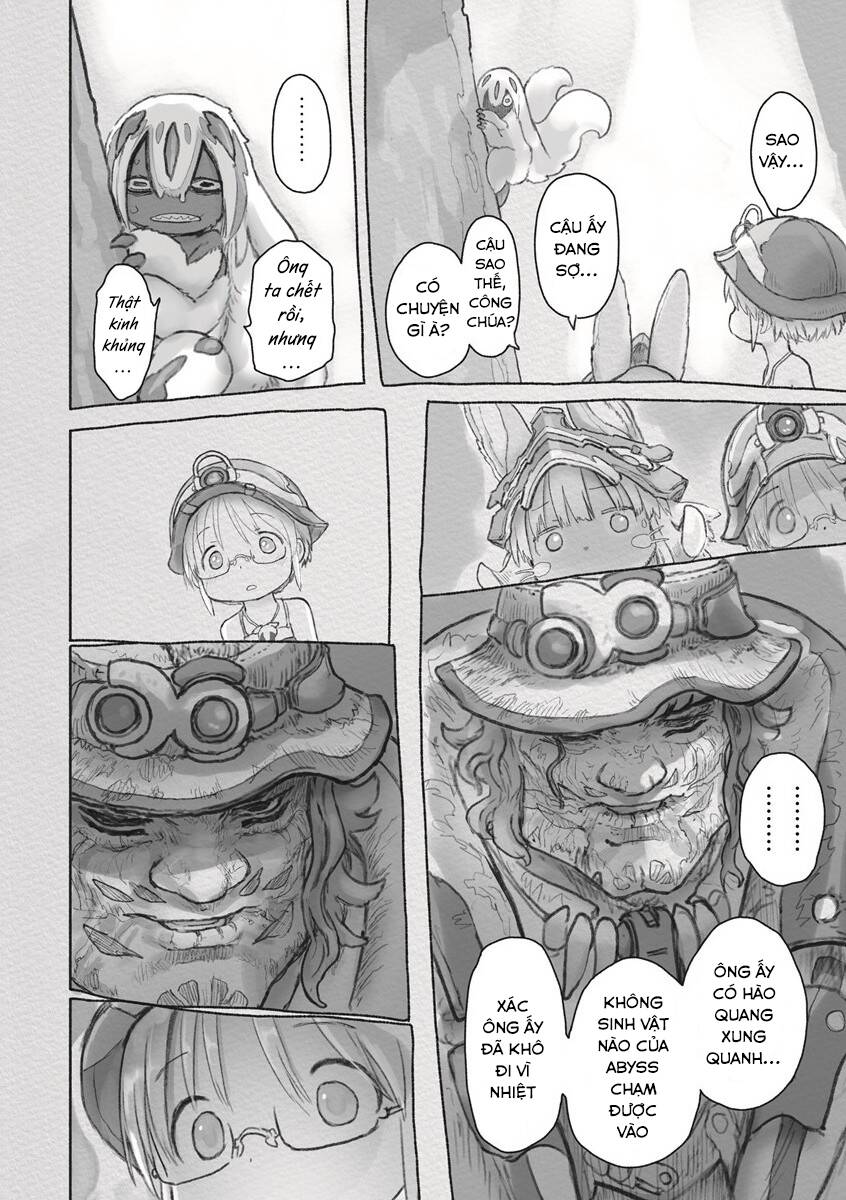 SAO
VẬY...
CẬU ẤY
ĐANG
SỢ...
CẬU
SAO
THẾ,
CÔNG
CHÚA?
CÓ
CHUYỆN
GÌ À?
.........
Ông
ta chết
rồi,
nhưng
...
Thật
kinh
khủng
...
.........
ÔNG ẤY
CÓ HÀO
QUANG
XUNG
QUANH...
KHÔNG
SINH VẬT
NÀO CỦA
ABYSS
CHẠM
ĐƯỢC
VÀO
XÁC
ÔNG ẤY
ĐÃ KHÔ
ĐI VÌ
NHIỆT